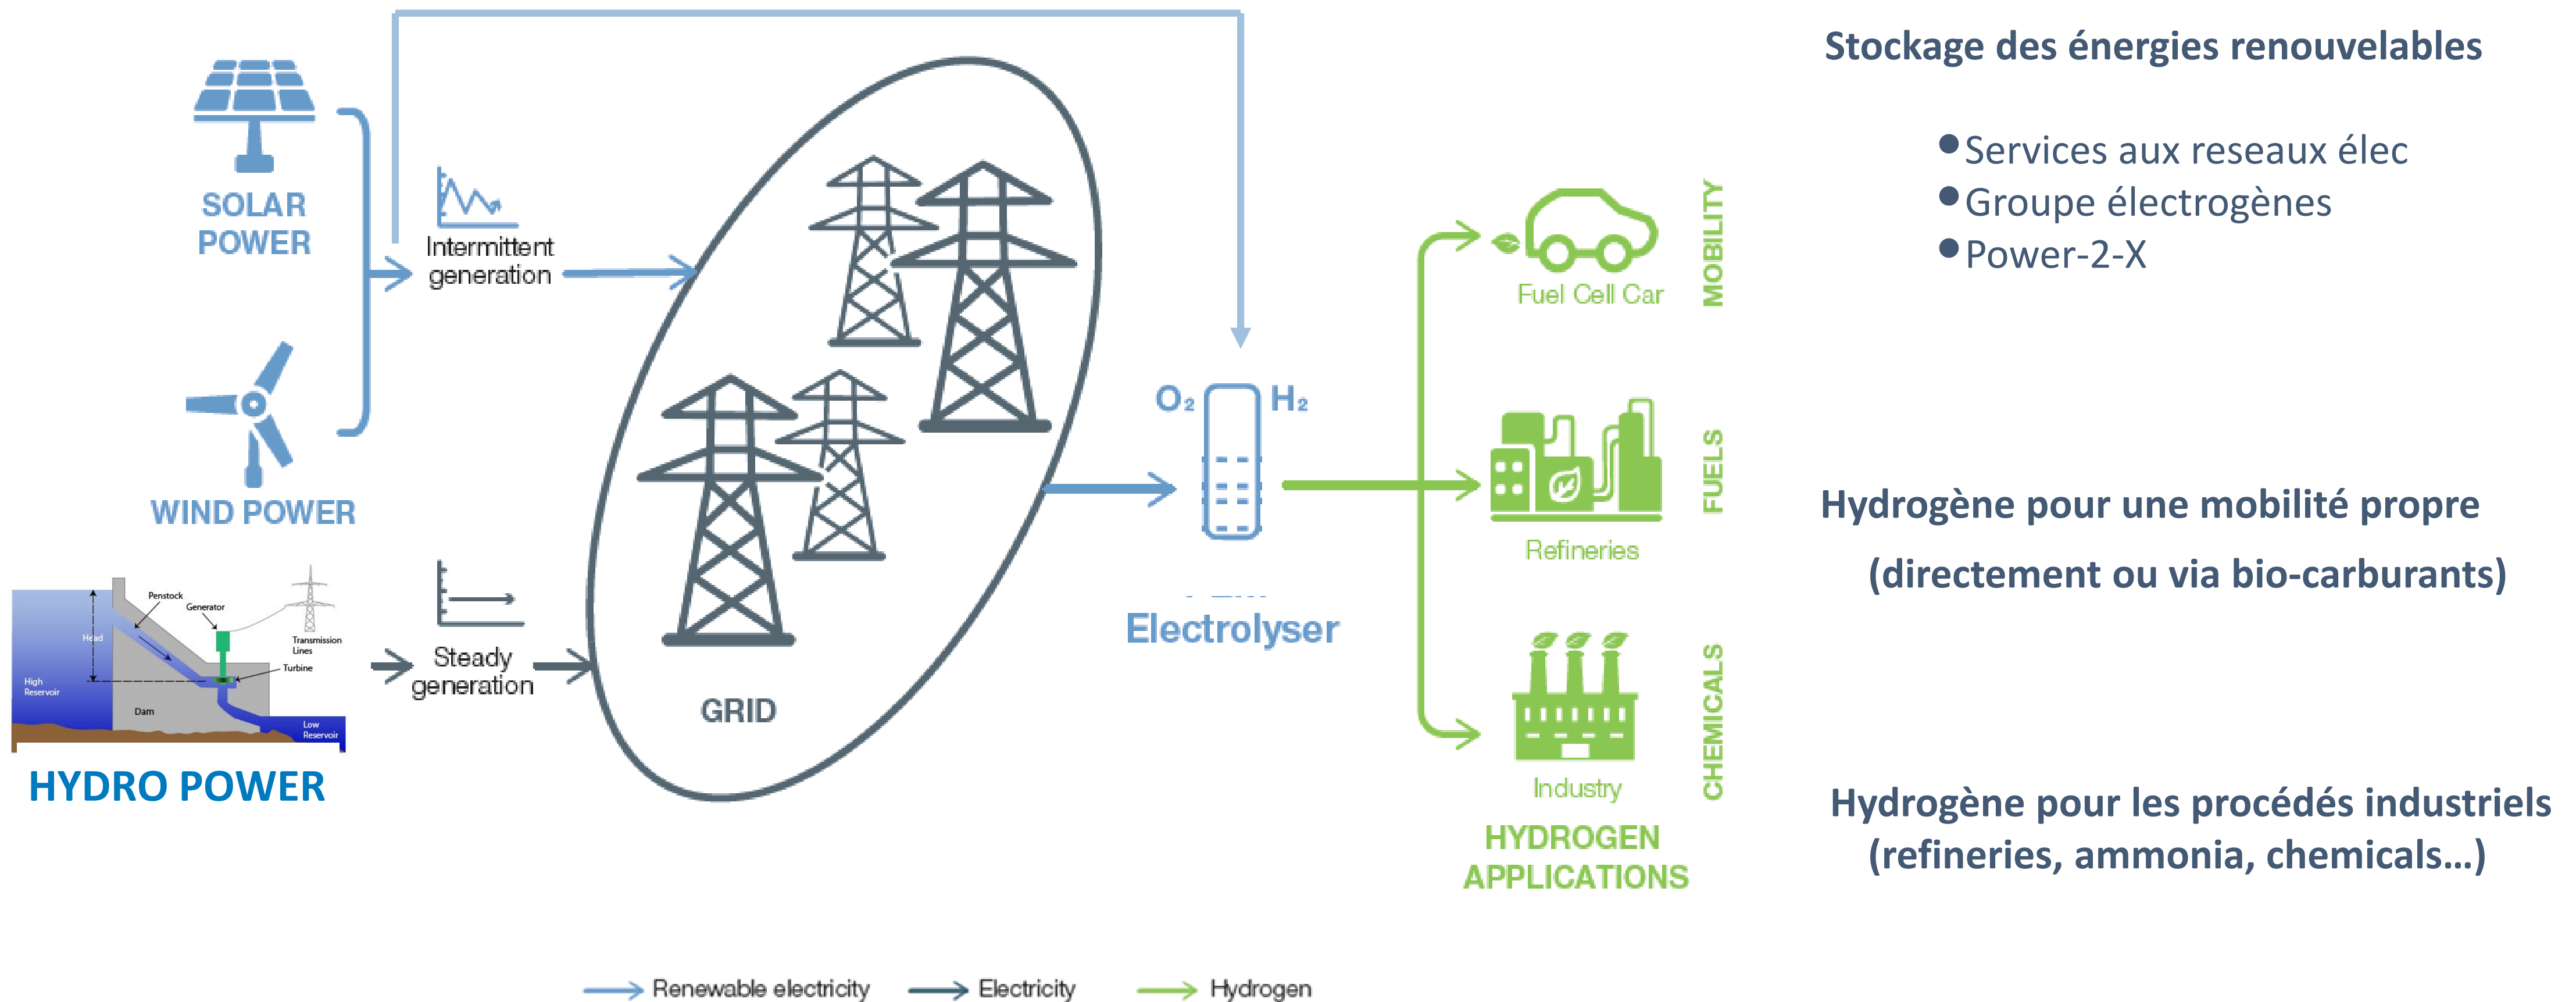 SOLAR
POWER
WIND POWER
Penstock
Generator
Head
Transmission
Lines
Turbine
High
Reservoir
Dam
Low
Reservoir
HYDRO POWER
Intermittent
generation
Steady
generation
GRID
O₂
H₂
Electrolyser
Fuel Cell Car
MOBILITY
Refineries
FUELS
Industry
CHEMICALS
HYDROGEN
APPLICATIONS
Stockage des énergies renouvelables
•Services aux reseaux élec
•Groupe électrogènes
•Power-2-X
Hydrogène pour une mobilité propre
(directement ou via bio-carburants)
Hydrogène pour les procédés industriels
(refineries, ammonia, chemicals...)
Renewable electricity
Electricity
Hydrogen